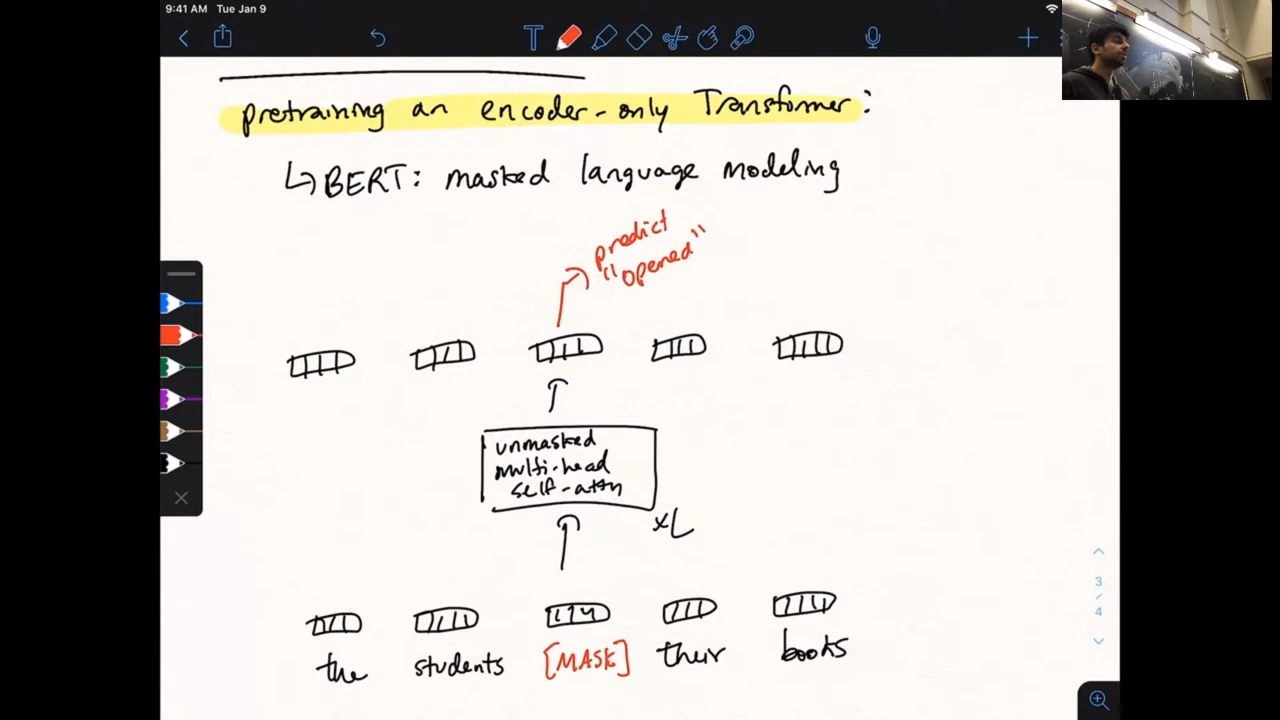 9:41 AM Tue Jan 9
pretraining an encoder-only Transformer:
↳BERT: masked language modeling
predict
"opened"
unmasked
multi-head
self-attn
xL
the students [MASK] their books
3
/
4